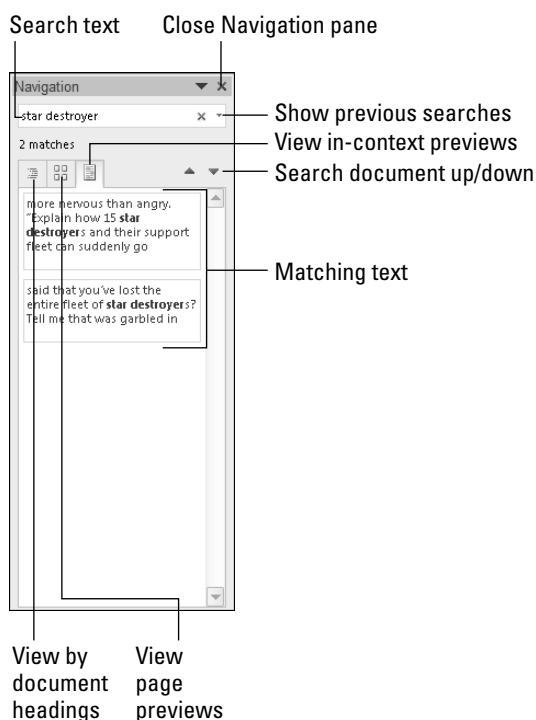 Search text
Close Navigation pane
Navigation
star destroyer
Show previous searches
2 matches
View in-context previews
Search document up/down
more nervous than angry.
"Explain how 15 star
destroyers and their support
fleet can suddenly go
Matching text
said that you've lost the
entire fleet of star destroyers?
Tell me that was garbled in
View by
document
headings
View
page
previews